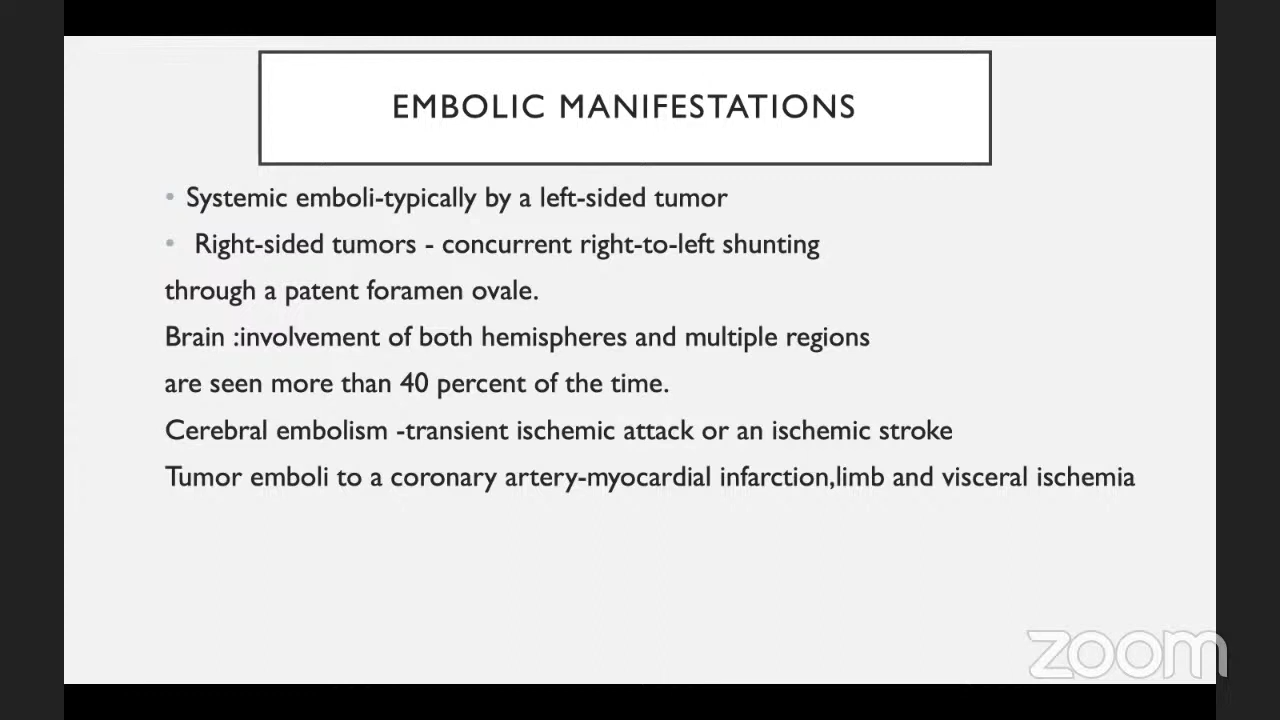 EMBOLIC MANIFESTATIONS
• Systemic emboli-typically by a left-sided tumor
• Right-sided tumors - concurrent right-to-left shunting
through a patent foramen ovale.
Brain :involvement of both hemispheres and multiple regions
are seen more than 40 percent of the time.
Cerebral embolism -transient ischemic attack or an ischemic stroke
Tumor emboli to a coronary artery-myocardial infarction,limb and visceral ischemia
zoom